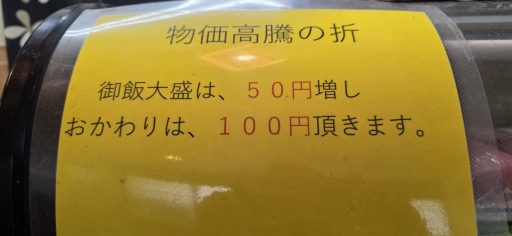 物価高騰の折
御飯大盛は、５０円増し
おかわりは、１００円頂きます。